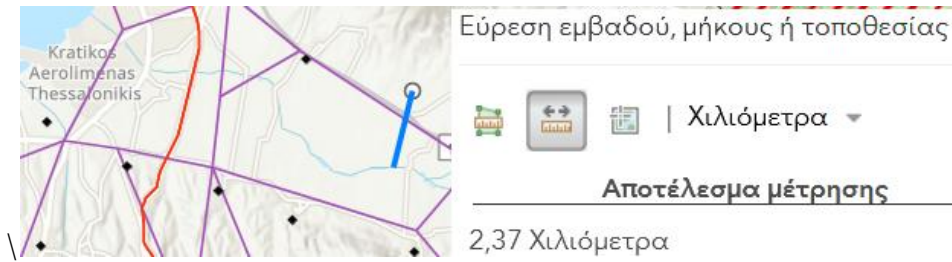 Kratikos
Aerolimenas
Thessalonikis
Εύρεση εμβαδού, μήκους ή τοποθεσίας
| Χιλιόμετρα
Αποτέλεσμα μέτρησης
2,37 Χιλιόμετρα
\